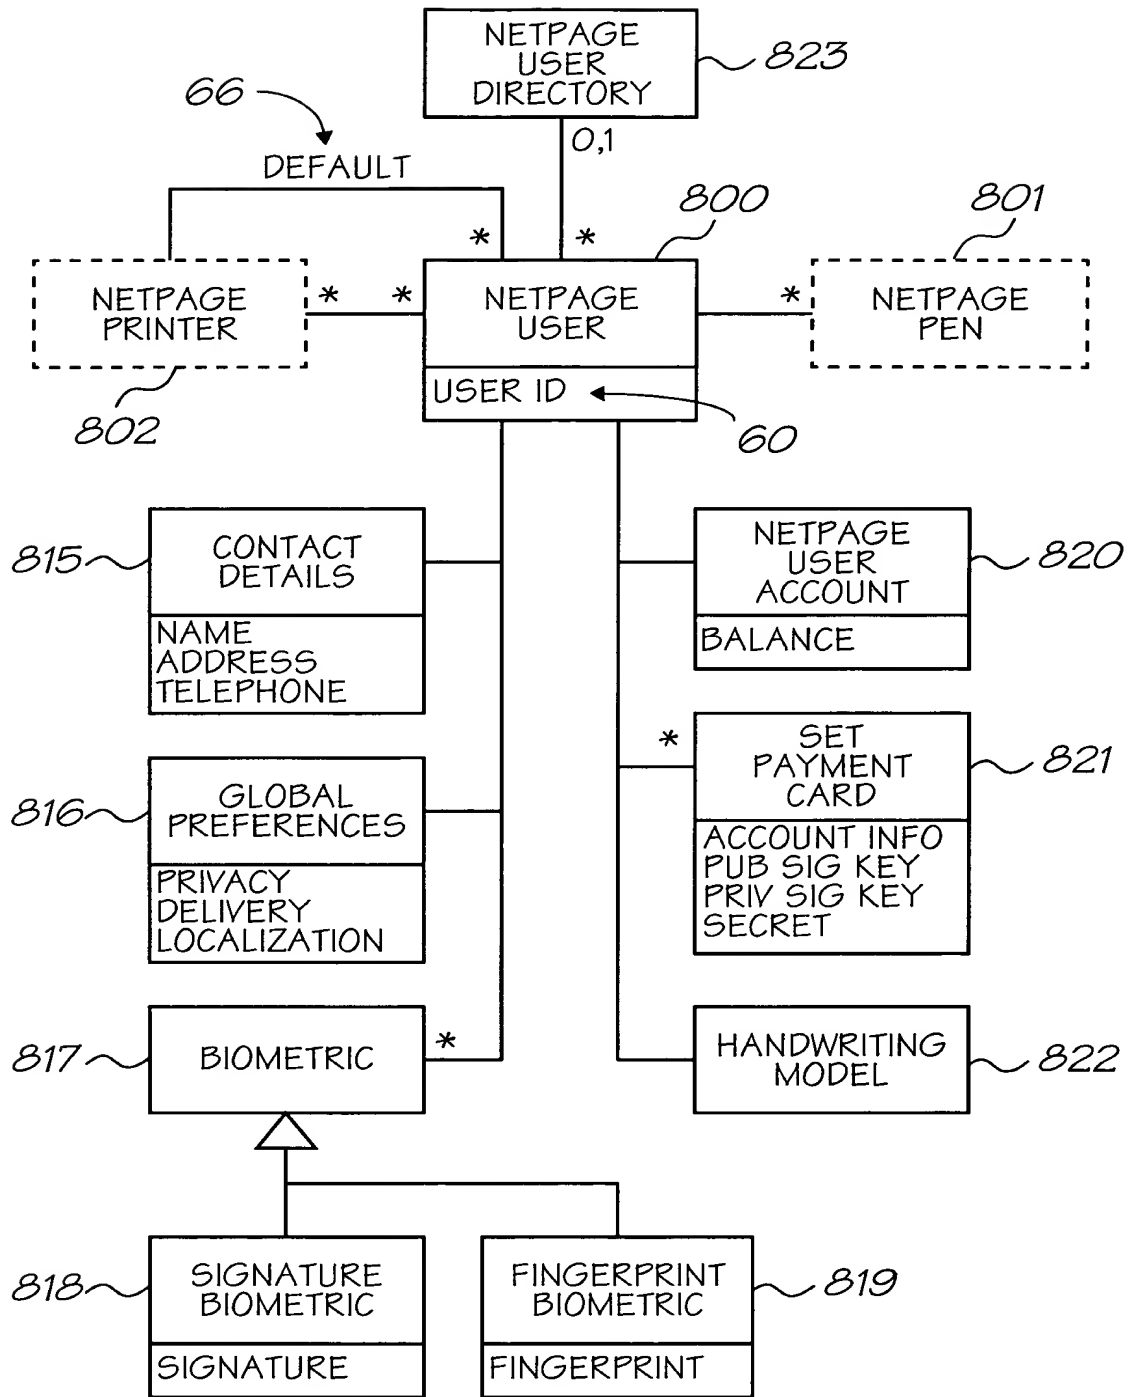 NETPAGE
USER
DIRECTORY
823
66
0,1
DEFAULT
800
801
*
*
NETPAGE
PRINTER
*
*
NETPAGE
USER
*
NETPAGE
PEN
USER ID
802
60
815
CONTACT
DETAILS
NETPAGE
USER
ACCOUNT
820
NAME
ADDRESS
TELEPHONE
BALANCE
816
GLOBAL
PREFERENCES
*
SET
PAYMENT
CARD
821
PRIVACY
DELIVERY
LOCALIZATION
ACCOUNT INFO
PUB SIG KEY
PRIV SIG KEY
SECRET
817
BIOMETRIC
*
HANDWRITING
MODEL
822
818
SIGNATURE
BIOMETRIC
FINGERPRINT
BIOMETRIC
819
SIGNATURE
FINGERPRINT